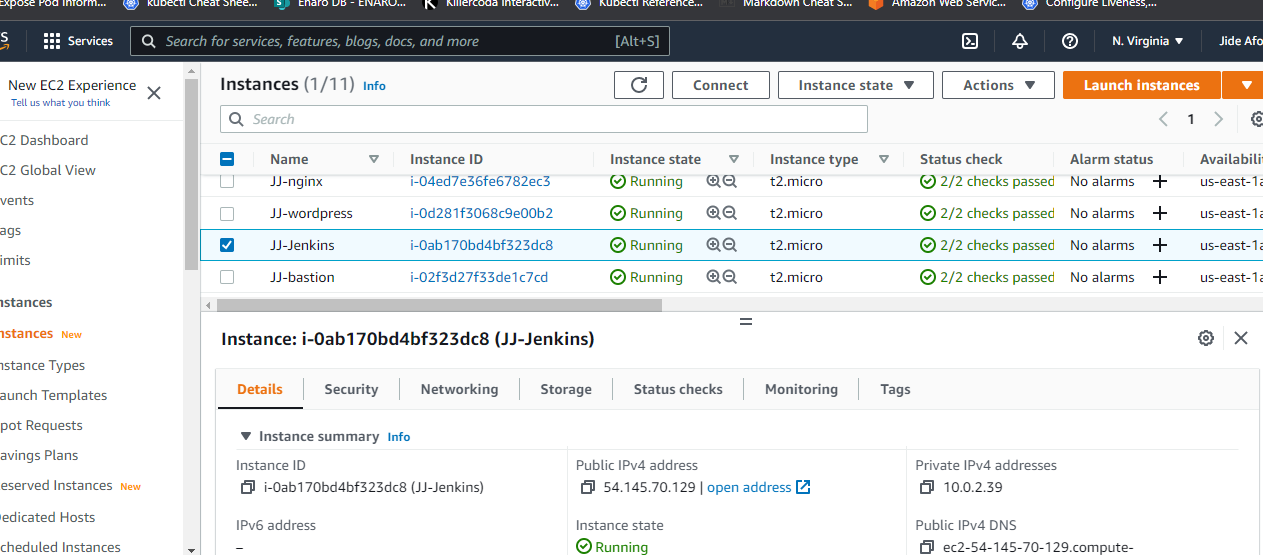 xpose Pod Inform... kubectl Cheat Shee... Enaro DB - ENARO... Killercoda Interactiv... Kubectl Reference... Markdown Cheat S... Amazon Web Servic... Configure Liveness,...
Services Search for services, features, blogs, docs, and more [Alt+S] N. Virginia Jide Afo
New EC2 Experience
Tell us what you think
C2 Dashboard
C2 Global View
vents
ags
imits
nstances
nstances New
nstance Types
aunch Templates
pot Requests
avings Plans
eserved Instances New
edicated Hosts
cheduled Instances
Instances (1/11) Info Connect Instance state Actions Launch instances
Search 1
Name Instance ID Instance state Instance type Status check Alarm status Availabili
JJ-nginx i-04ed7e36fe6782ec3 Running t2.micro 2/2 checks passed No alarms + us-east-1a
JJ-wordpress i-0d281f3068c9e00b2 Running t2.micro 2/2 checks passed No alarms + us-east-1a
JJ-Jenkins i-0ab170bd4bf323dc8 Running t2.micro 2/2 checks passed No alarms + us-east-1a
JJ-bastion i-02f3d27f33de1c7cd Running t2.micro 2/2 checks passed No alarms + us-east-1a
Instance: i-0ab170bd4bf323dc8 (JJ-Jenkins)
Details Security Networking Storage Status checks Monitoring Tags
Instance summary Info
Instance ID Public IPv4 address Private IPv4 addresses
i-0ab170bd4bf323dc8 (JJ-Jenkins) 54.145.70.129 | open address 10.0.2.39
IPv6 address Instance state Public IPv4 DNS
– Running ec2-54-145-70-129.compute-